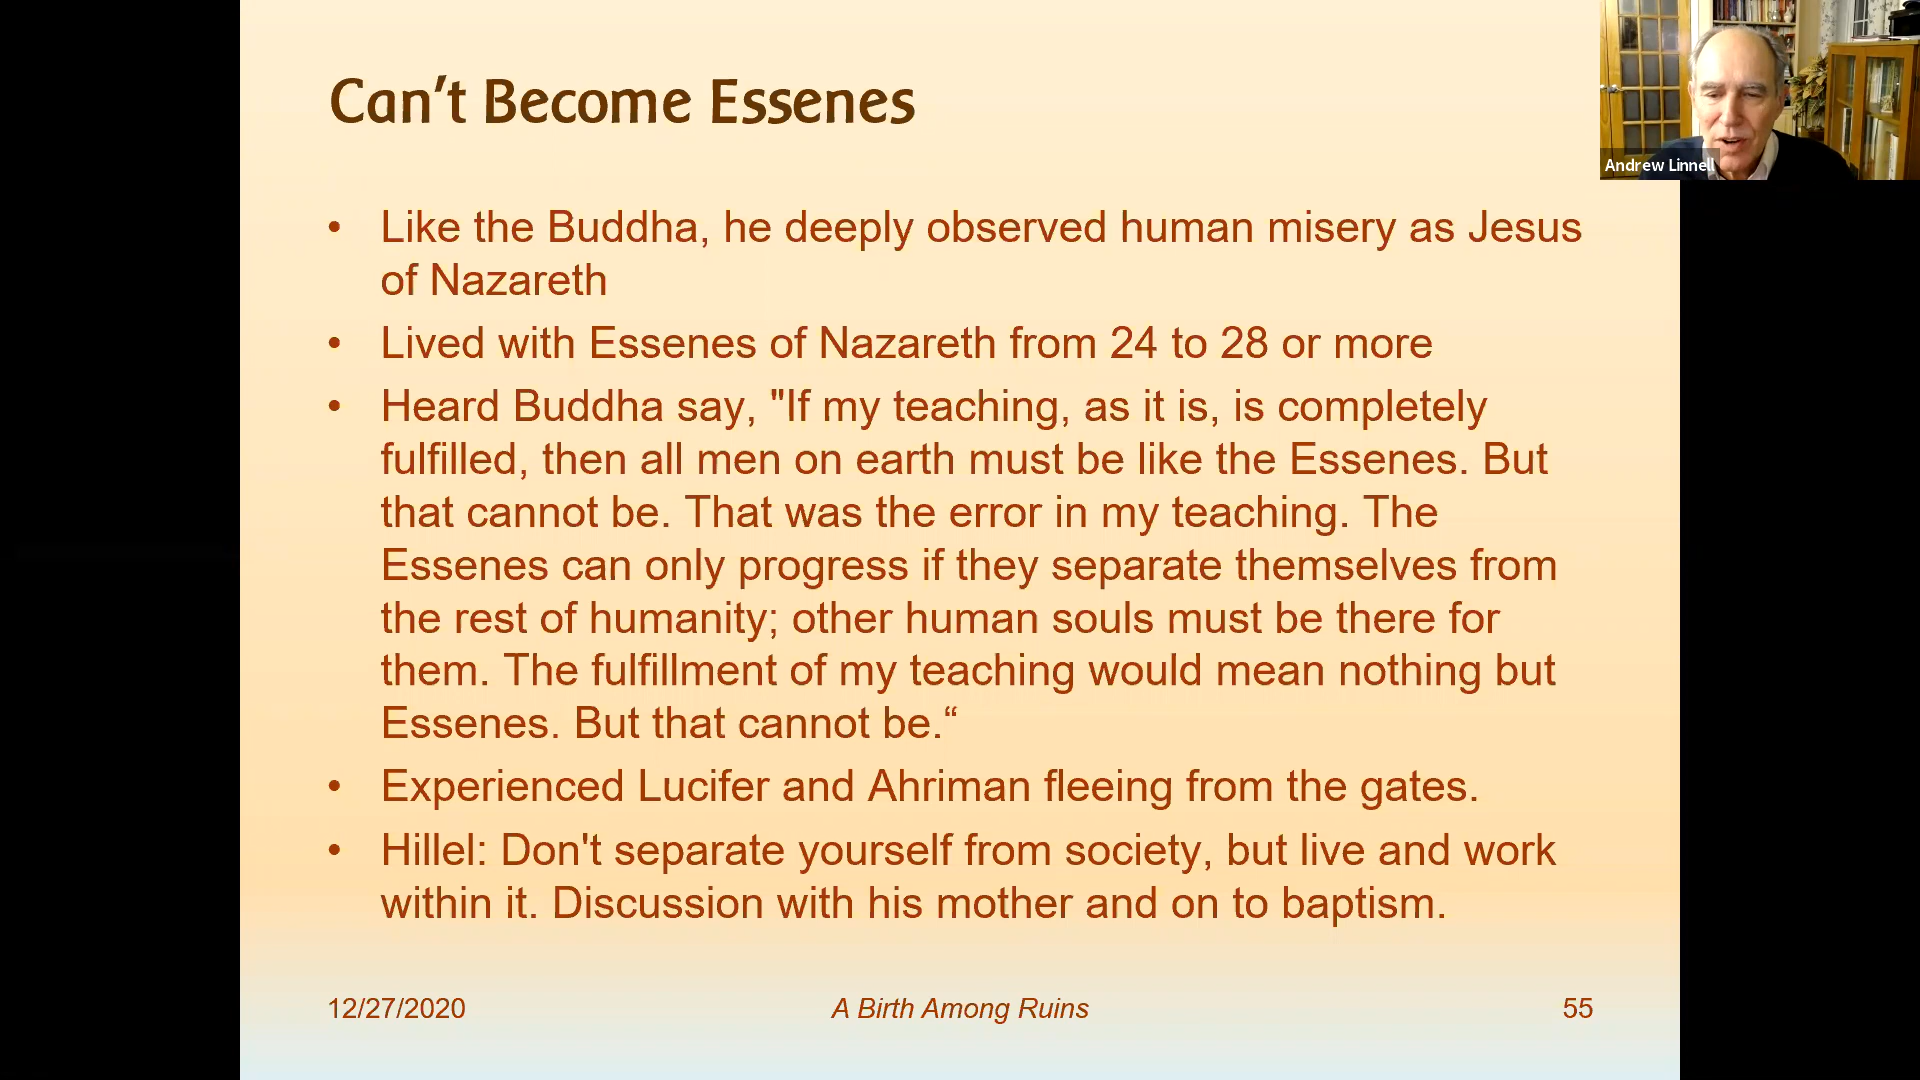 Can't Become Essenes
Andrew Linnell
• Like the Buddha, he deeply observed human misery as Jesus
of Nazareth
• Lived with Essenes of Nazareth from 24 to 28 or more
• Heard Buddha say, "If my teaching, as it is, is completely
fulfilled, then all men on earth must be like the Essenes. But
that cannot be. That was the error in my teaching. The
Essenes can only progress if they separate themselves from
the rest of humanity; other human souls must be there for
them. The fulfillment of my teaching would mean nothing but
Essenes. But that cannot be.“
• Experienced Lucifer and Ahriman fleeing from the gates.
• Hillel: Don't separate yourself from society, but live and work
within it. Discussion with his mother and on to baptism.
12/27/2020
A Birth Among Ruins
55